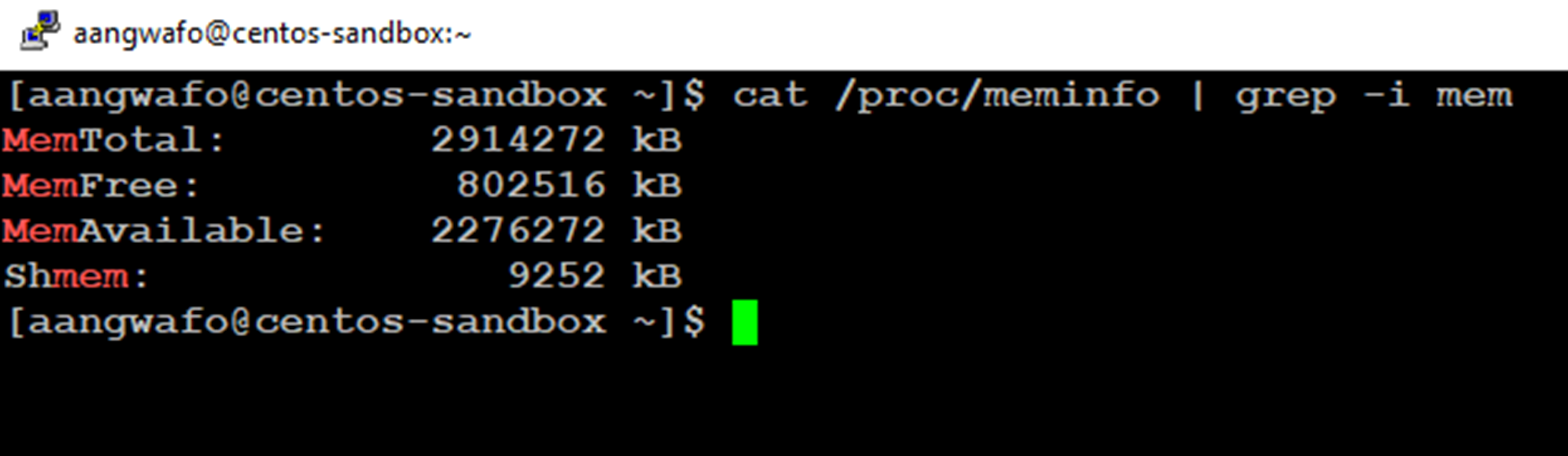 aangwafo@centos-sandbox:~
[aangwafo@centos-sandbox ~]$ cat /proc/meminfo | grep -i mem
MemTotal:        2914272 kB
MemFree:          802516 kB
MemAvailable:    2276272 kB
Shmem:              9252 kB
[aangwafo@centos-sandbox ~]$